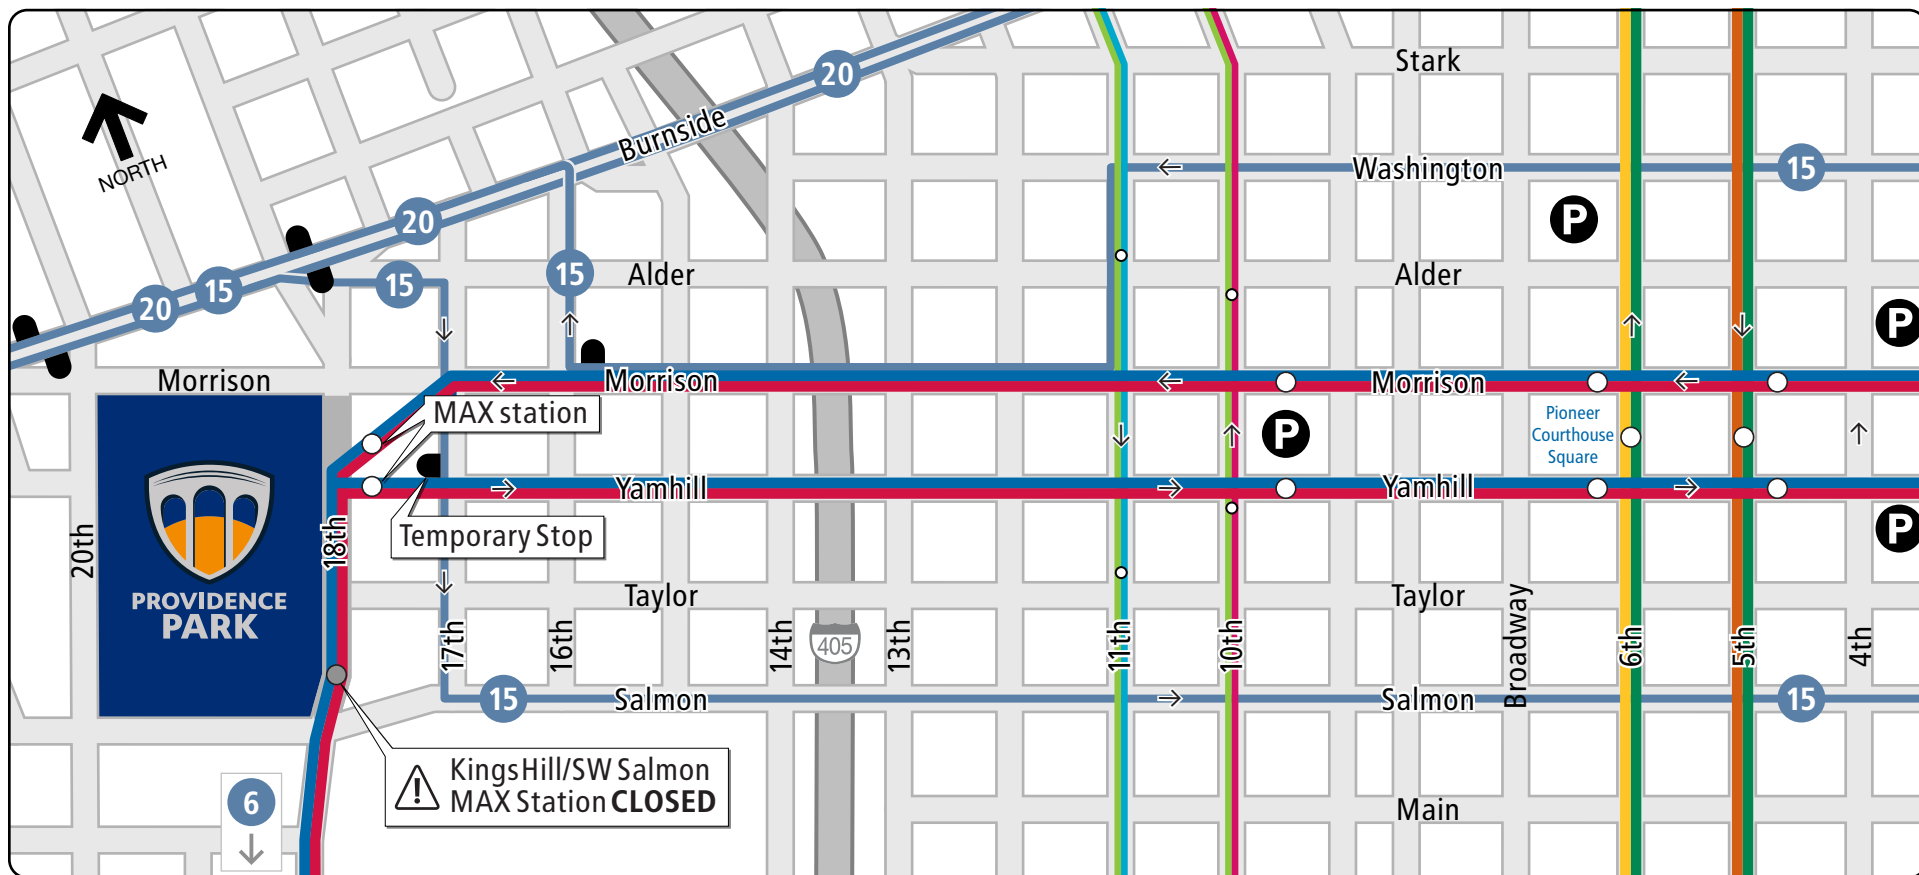 Stark
20
Burnside
NORTH
Washington
15
P
20
15
15
Alder
Alder
15
20
P
Morrison
Morrison
Morrison
MAX station
P
Pioneer
Courthouse
Square
Yamhill
Yamhill
Temporary Stop
P
20th
18th
PROVIDENCE
PARK
Taylor
Taylor
17th
16th
14th
405
13th
11th
10th
Broadway
6th
5th
4th
15
Salmon
Salmon
15
KingsHill/SW Salmon
MAX Station CLOSED
6
Main